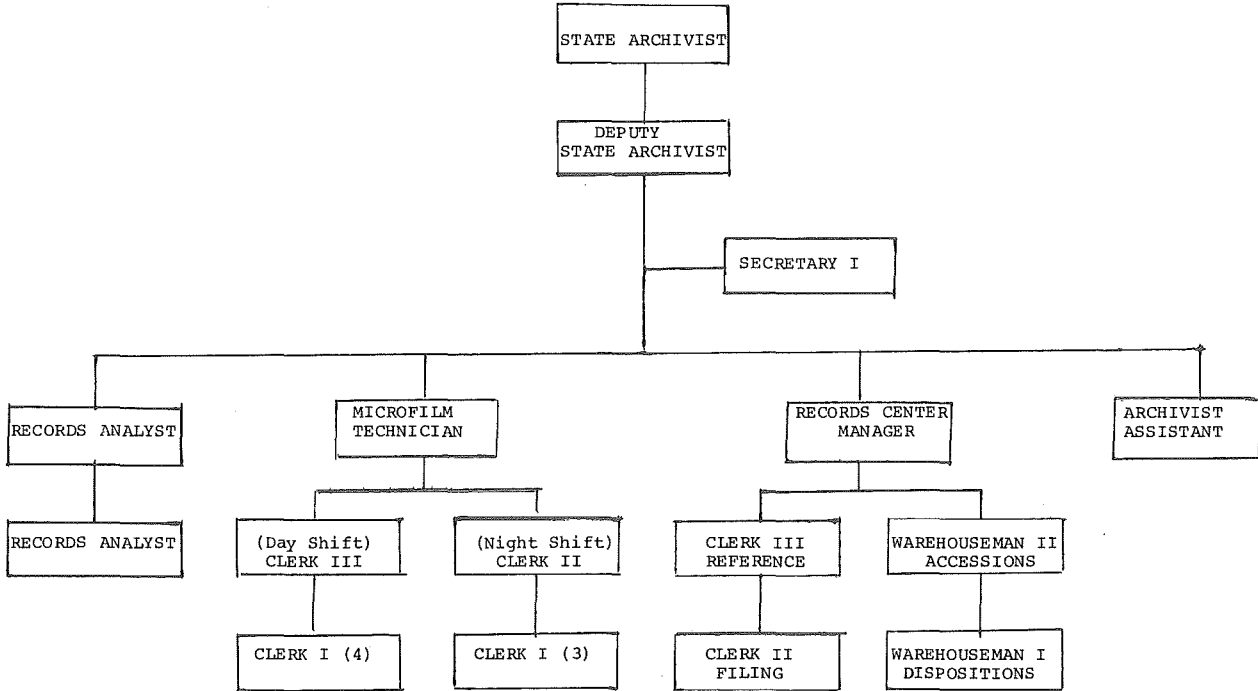 STATE ARCHIVIST
DEPUTY
STATE ARCHIVIST
SECRETARY I
RECORDS ANALYST
MICROFILM
TECHNICIAN
RECORDS CENTER
MANAGER
ARCHIVIST
ASSISTANT
RECORDS ANALYST
(Day Shift)
CLERK III
(Night Shift)
CLERK II
CLERK III
REFERENCE
WAREHOUSEMAN II
ACCESSIONS
CLERK I (4)
CLERK I (3)
CLERK II
FILING
WAREHOUSEMAN I
DISPOSITIONS